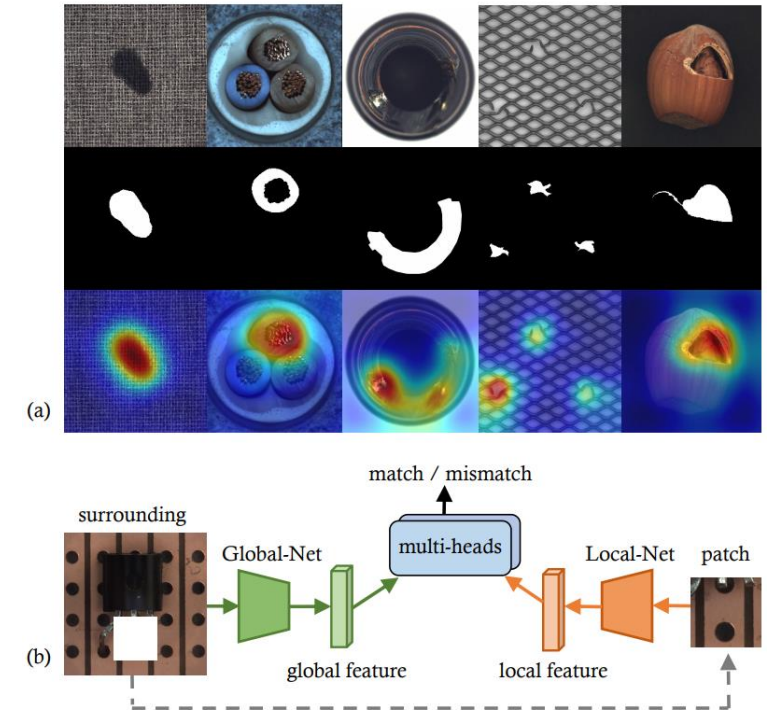 (a)
match / mismatch
surrounding
multi-heads
Global-Net
Local-Net
patch
(b)
global feature
local feature